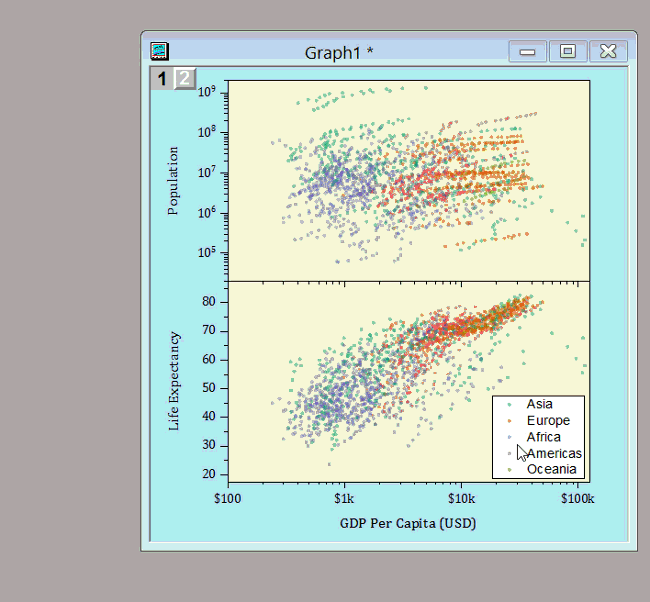 Graph1 *
1 2
10⁹
10⁸
10⁷
10⁶
10⁵
Population
80
70
60
50
40
30
20
Life Expectancy
Asia
Europe
Africa
Americas
Oceania
$100 $1k $10k $100k
GDP Per Capita (USD)